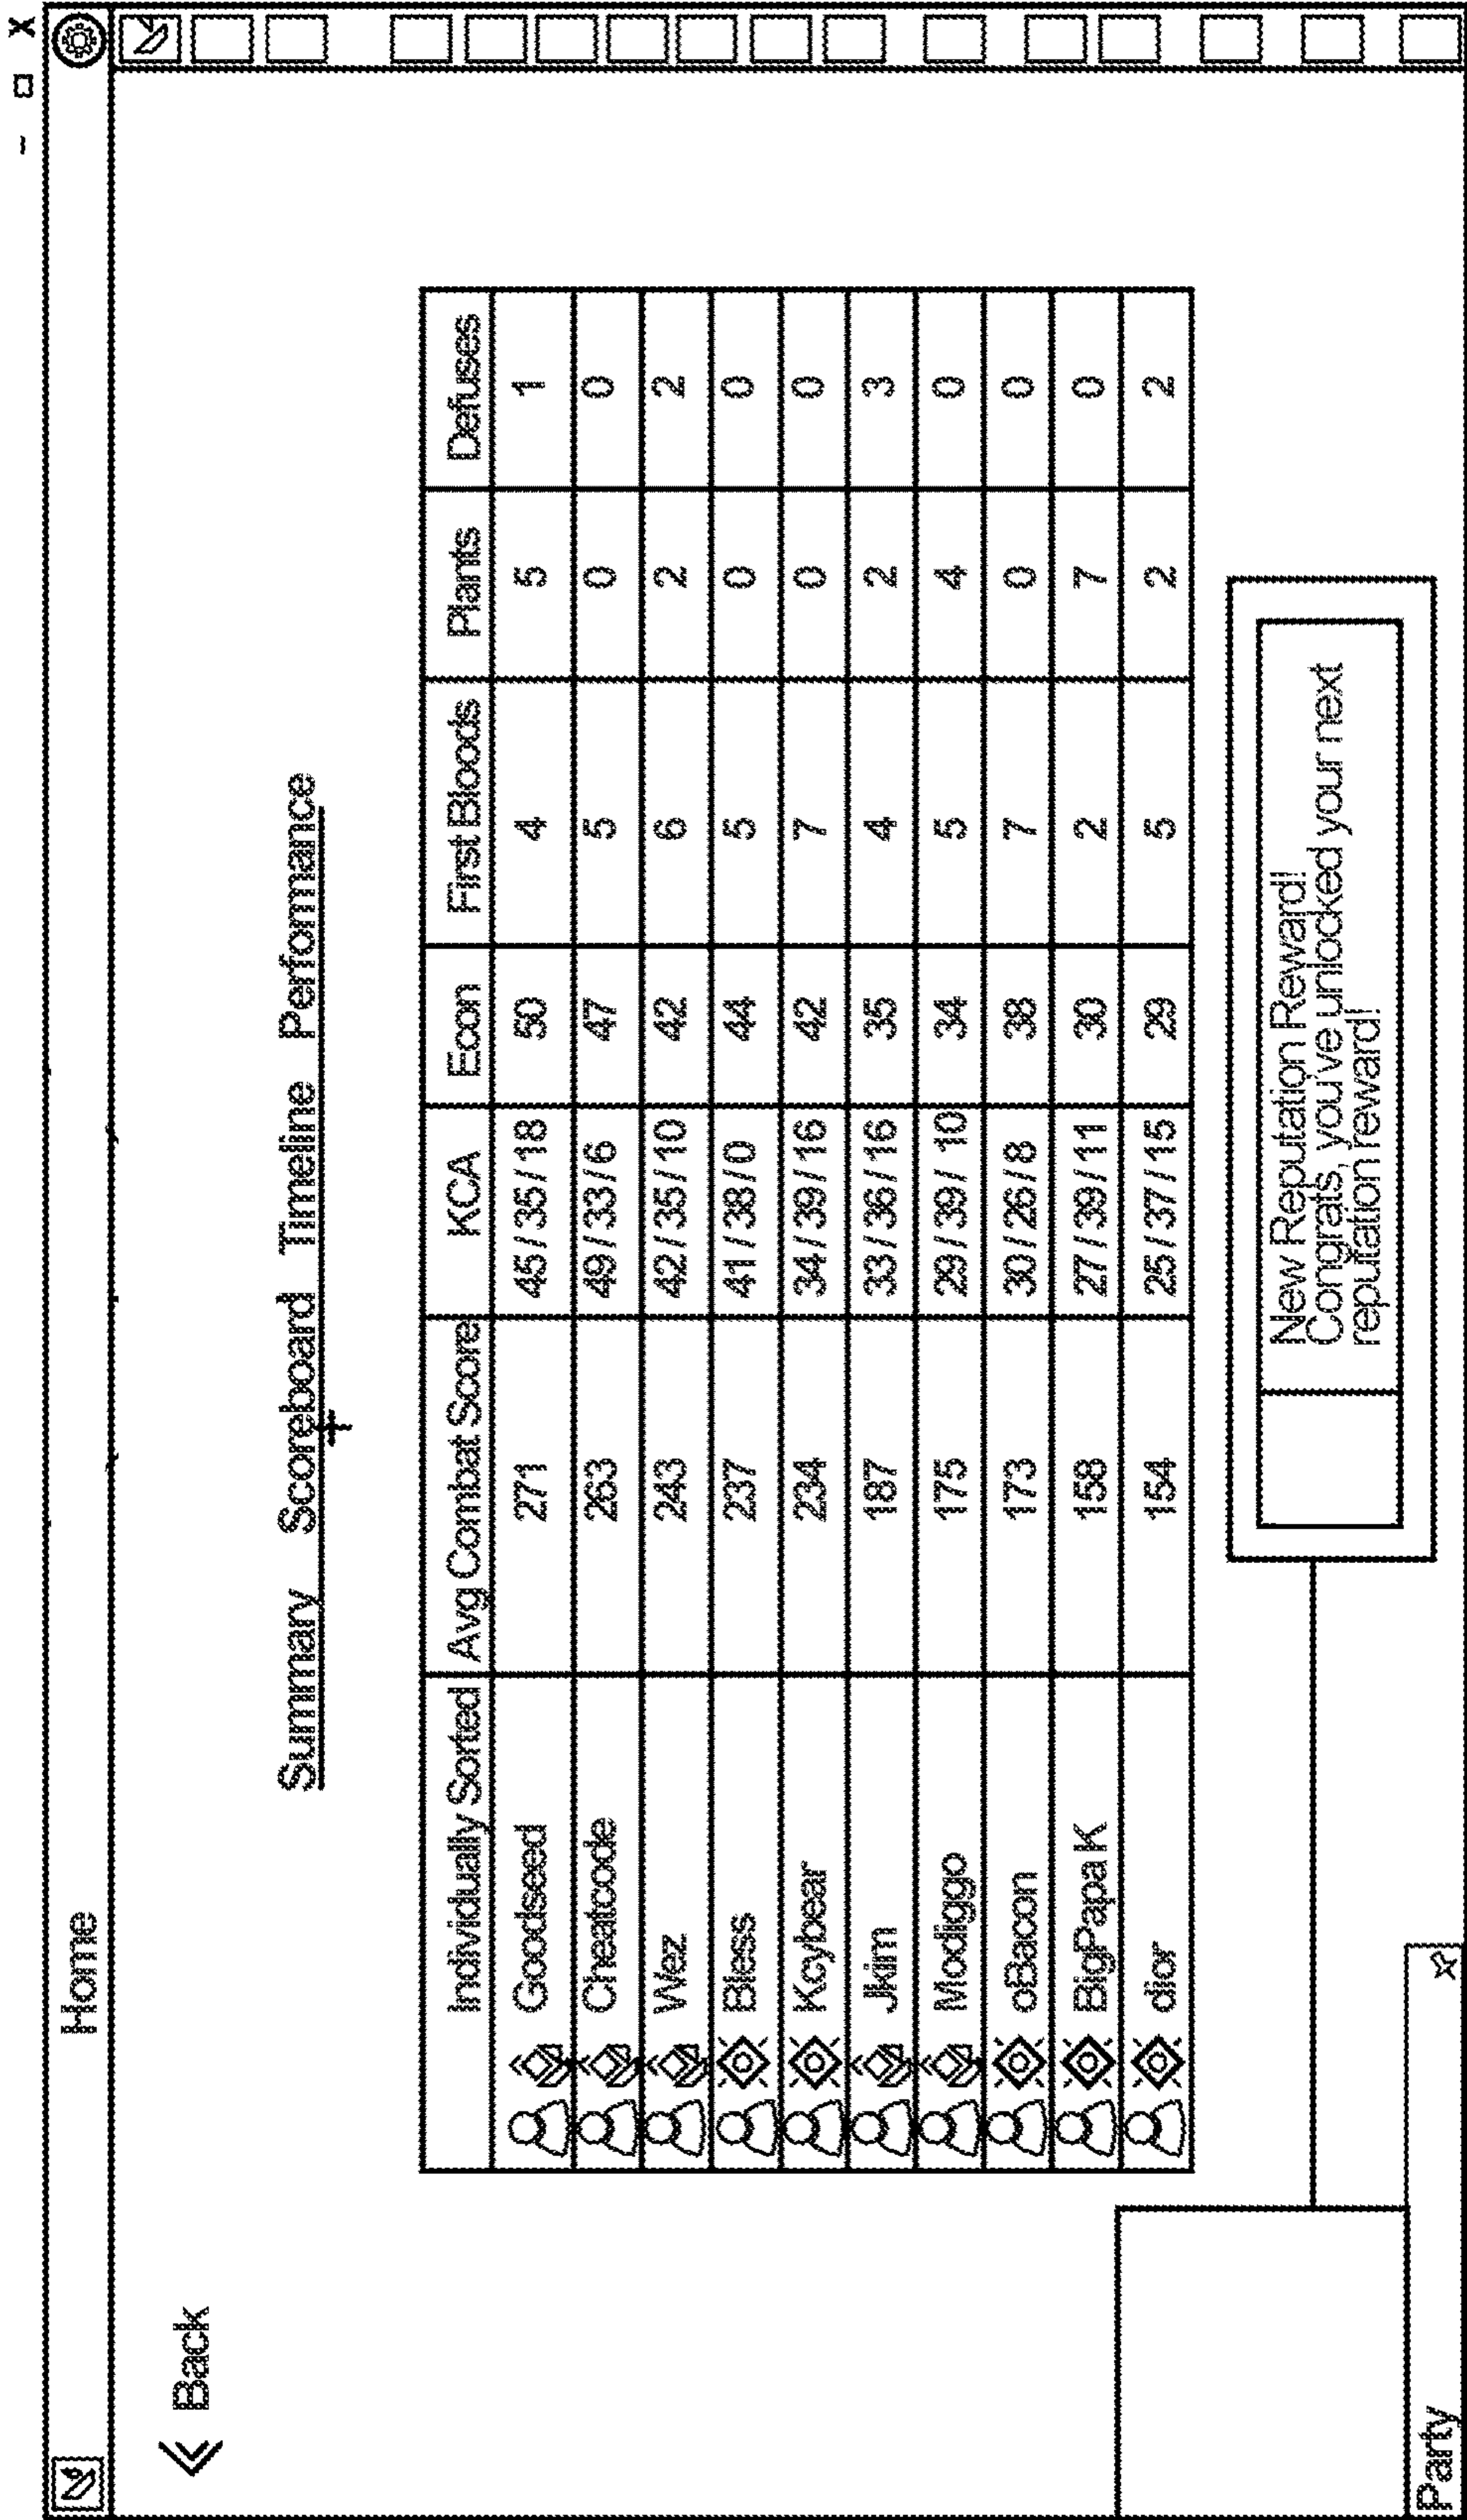 – □ X
Home
Back
Summary Scoreboard Timeline Performance
Individually Sorted Avg Combat Score KCA Econ First Bloods Plants Defuses
Goodseed 271 45 / 35 / 18 50 4 5 1
Cheatcode 263 49 / 33 / 6 47 5 0 0
Wez 243 42 / 35 / 10 42 6 2 2
Bless 237 41 / 38 / 0 44 5 0 0
Kcybear 234 34 / 39 / 16 42 7 0 0
Jkim 187 33 / 36 / 16 35 4 2 3
Modiggo 175 29 / 39 / 10 34 5 4 0
oBacon 173 30 / 26 / 8 38 7 0 0
BigPapa K 158 27 / 39 / 11 30 2 7 0
dior 154 25 / 37 / 15 29 5 2 2
New Reputation Reward!
Congrats, you've unlocked your next
reputation reward!
Party